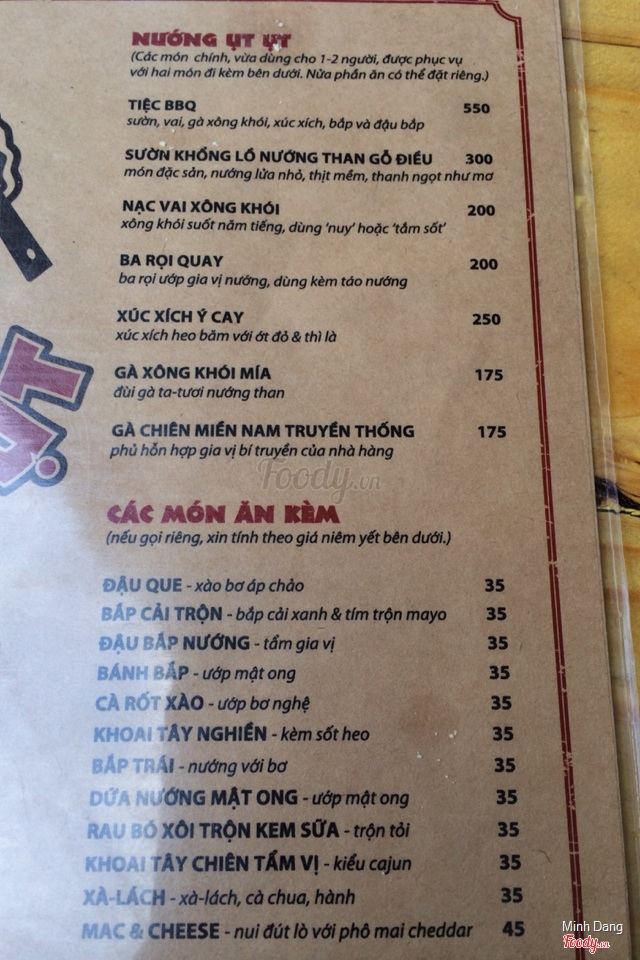 NƯỚNG ỤT ỤT
(Các món chính, vừa dùng cho 1-2 người, được phục vụ
với hai món đi kèm bên dưới. Nửa phần ăn có thể đặt riêng.)
TIỆC BBQ 550
sườn, vai, gà xông khói, xúc xích, bắp và đậu bắp
SƯỜN KHỔNG LỒ NƯỚNG THAN GỖ ĐIỀU 300
món đặc sản, nướng lửa nhỏ, thịt mềm, thanh ngọt như mơ
NẠC VAI XÔNG KHÓI 200
xông khói suốt năm tiếng, dùng 'nuy' hoặc 'tắm sốt'
BA RỌI QUAY 200
ba rọi ướp gia vị nướng, dùng kèm táo nướng
XÚC XÍCH Ý CAY 250
xúc xích heo băm với ớt đỏ & thì là
GÀ XÔNG KHÓI MÍA 175
đùi gà ta-tươi nướng than
GÀ CHIÊN MIỀN NAM TRUYỀN THỐNG 175
phủ hỗn hợp gia vị bí truyền của nhà hàng
Foody.vn
CÁC MÓN ĂN KÈM
(nếu gọi riêng, xin tính theo giá niêm yết bên dưới.)
ĐẬU QUE - xào bơ áp chảo 35
BẮP CẢI TRỘN - bắp cải xanh & tím trộn mayo 35
ĐẬU BẮP NƯỚNG - tẩm gia vị 35
BÁNH BẮP - ướp mật ong 35
CÀ RỐT XÀO - ướp bơ nghệ 35
KHOAI TÂY NGHIỀN - kèm sốt heo 35
BẮP TRÁI - nướng với bơ 35
DỨA NƯỚNG MẬT ONG - ướp mật ong 35
RAU BÓ XÔI TRỘN KEM SỮA - trộn tỏi 35
KHOAI TÂY CHIÊN TẨM VỊ - kiểu cajun 35
XÀ-LÁCH - xà-lách, cà chua, hành 35
MAC & CHEESE - nui đút lò với phô mai cheddar 45
Minh Dang
Foody.vn